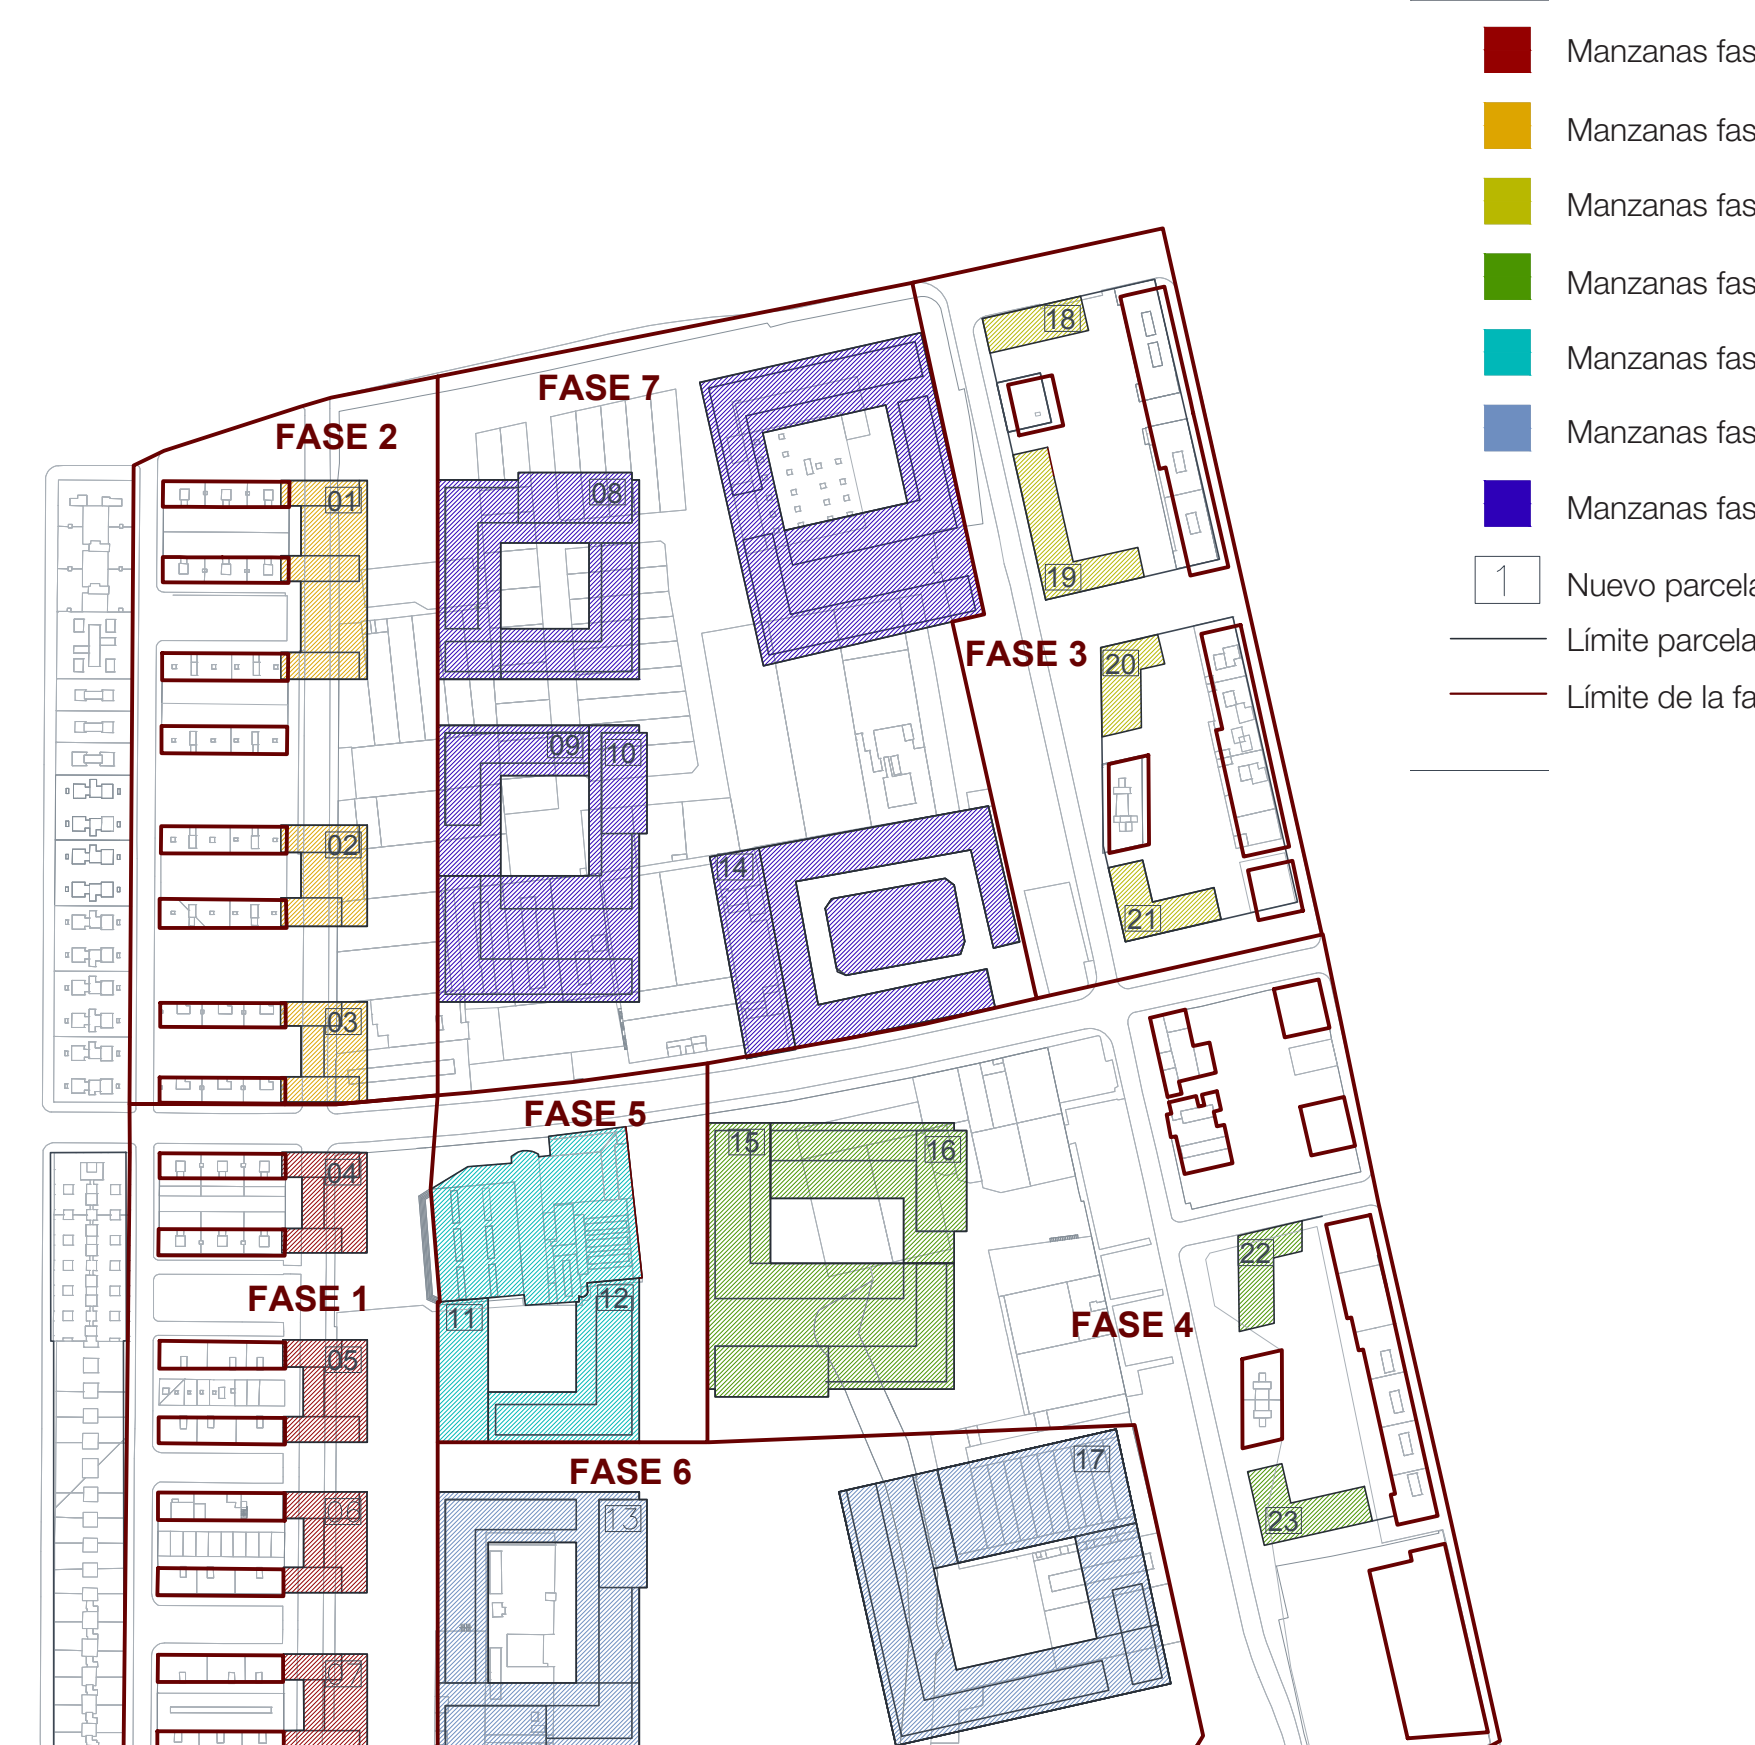 Manzanas fas
Manzanas fas
Manzanas fas
Manzanas fas
Manzanas fas
Manzanas fas
Manzanas fas
1 Nuevo parcela
Límite parcela
Límite de la fa
FASE 7
FASE 2
FASE 3
FASE 5
FASE 1
FASE 4
FASE 6
01
02
03
04
05
06
07
08
09
10
11
12
13
14
15
16
17
18
19
20
21
22
23